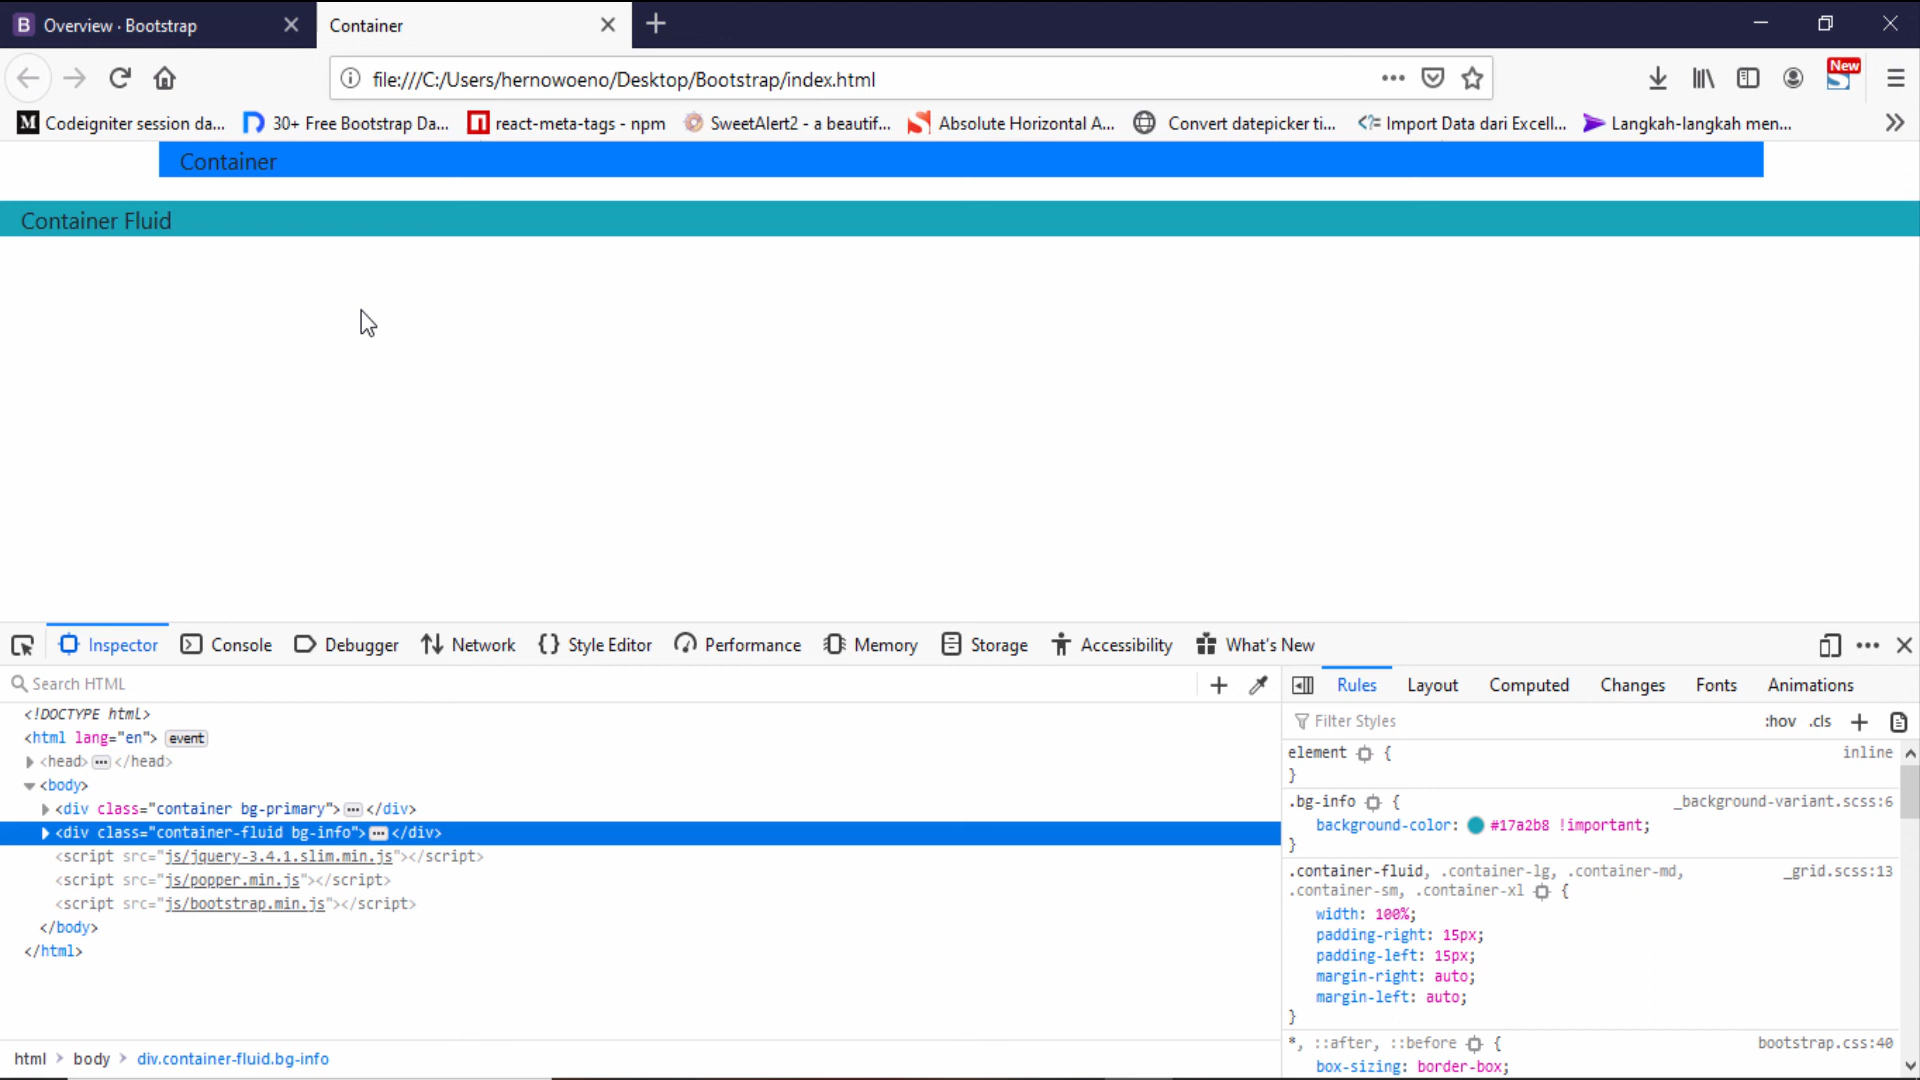 Overview · Bootstrap
Container
file:///C:/Users/hernowoeno/Desktop/Bootstrap/index.html
New
Codeigniter session da...
30+ Free Bootstrap Da...
react-meta-tags - npm
SweetAlert2 - a beautif...
Absolute Horizontal A...
Convert datepicker ti...
Import Data dari Excell...
Langkah-langkah men...
Container
Container Fluid
Inspector
Console
Debugger
Network
Style Editor
Performance
Memory
Storage
Accessibility
What's New
Search HTML
Rules
Layout
Computed
Changes
Fonts
Animations
<!DOCTYPE html>
<html lang="en"> event
<head> ... </head>
<body>
<div class="container bg-primary"> ... </div>
<div class="container-fluid bg-info"> ... </div>
<script src="js/jquery-3.4.1.slim.min.js"></script>
<script src="js/popper.min.js"></script>
<script src="js/bootstrap.min.js"></script>
</body>
</html>
html > body > div.container-fluid.bg-info
Filter Styles
:hov .cls
element { inline
}
.bg-info { _background-variant.scss:6
background-color: #17a2b8 !important;
}
.container-fluid, .container-lg, .container-md, _grid.scss:13
.container-sm, .container-xl {
width: 100%;
padding-right: 15px;
padding-left: 15px;
margin-right: auto;
margin-left: auto;
}
*, ::after, ::before { bootstrap.css:40
box-sizing: border-box;